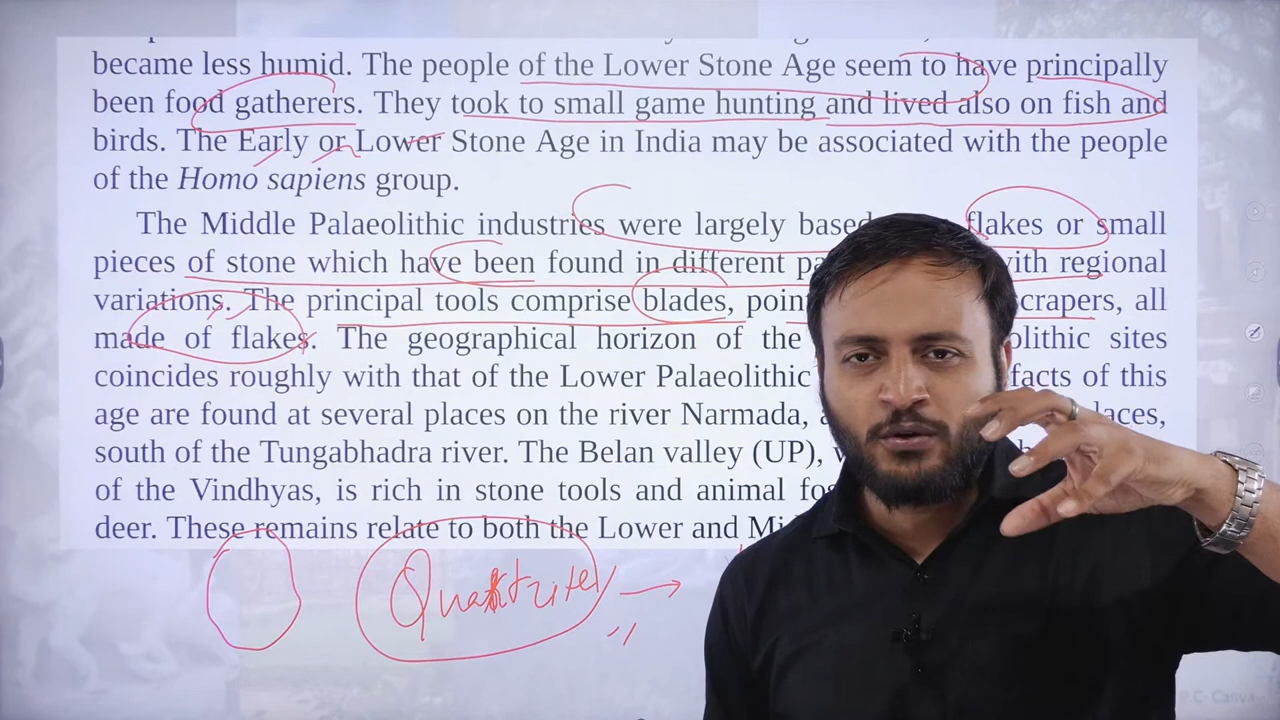 became less humid. The people of the Lower Stone Age seem to have principally
been food gatherers. They took to small game hunting and lived also on fish and
birds. The Early or Lower Stone Age in India may be associated with the people
of the Homo sapiens group.
The Middle Palaeolithic industries were largely based flakes or small
pieces of stone which have been found in different with regional
variations. The principal tools comprise blades, scrapers, all
made of flakes. The geographical horizon of the sites
coincides roughly with that of the Lower Palaeolithic of this
age are found at several places on the river Narmada,
south of the Tungabhadra river. The Belan valley (UP),
of the Vindhyas, is rich in stone tools and animal
deer. These remains relate to both the Lower and
P.C- Canva